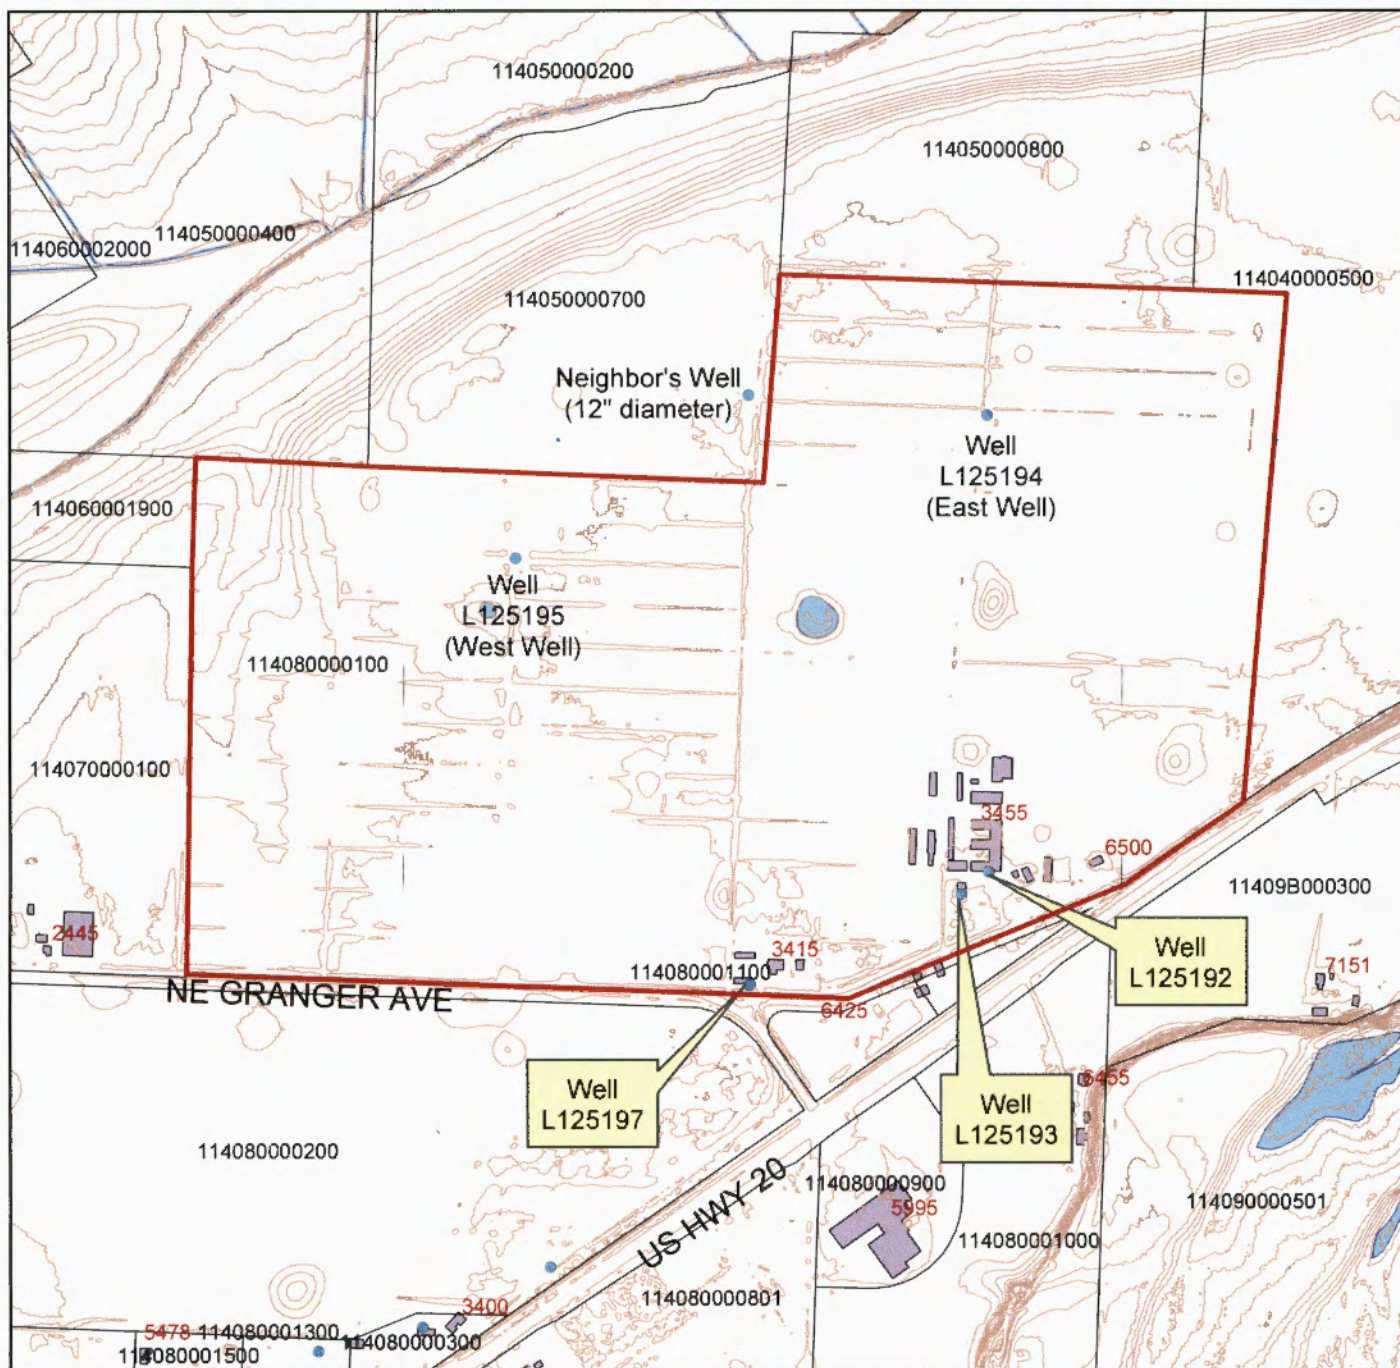 114050000200
114050000800
114060002000
114050000400
114040000500
114050000700
Neighbor's Well
(12" diameter)
Well
L125194
(East Well)
114060001900
Well
L125195
(West Well)
114080000100
114070000100
3455
6500
11409B000300
2445
3415
114080001100
7151
NE GRANGER AVE
6425
Well
L125192
Well
L125197
Well
L125193
6455
114080000200
114080000900
5995
114090000501
US HWY 20
114080001000
114080000801
3400
5478
114080001300
114080000300
114080001500